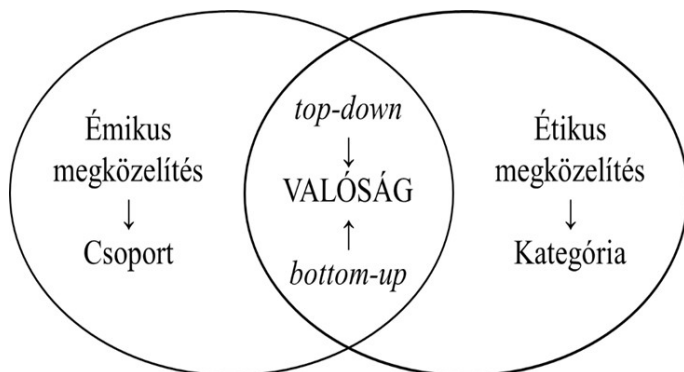 Émikus
megközelítés
↓
Csoport
top-down
↓
VALÓSÁG
↑
bottom-up
Étikus
megközelítés
↓
Kategória